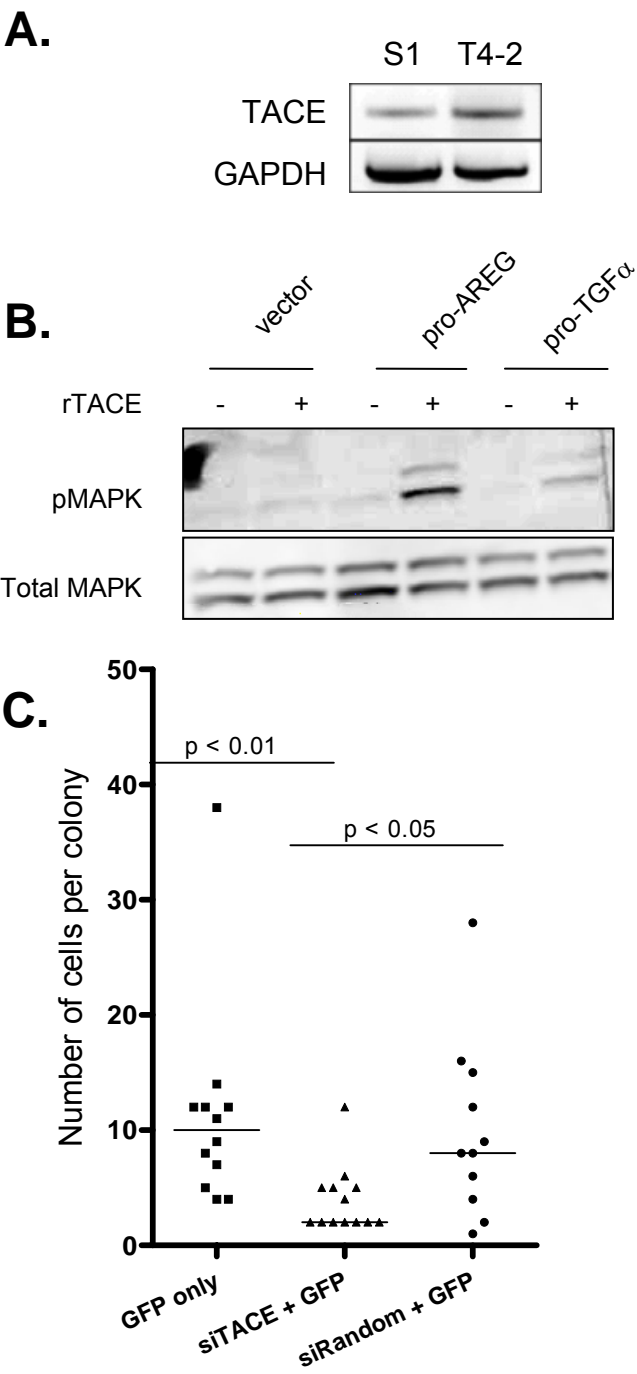 A.
S1 T4-2
TACE
GAPDH
B.
vector pro-AREG pro-TGFα
rTACE - + - + - +
pMAPK
Total MAPK
C.
50
40
30
20
10
0
Number of cells per colony
p < 0.01
p < 0.05
GFP only
siTACE + GFP
siRandom + GFP